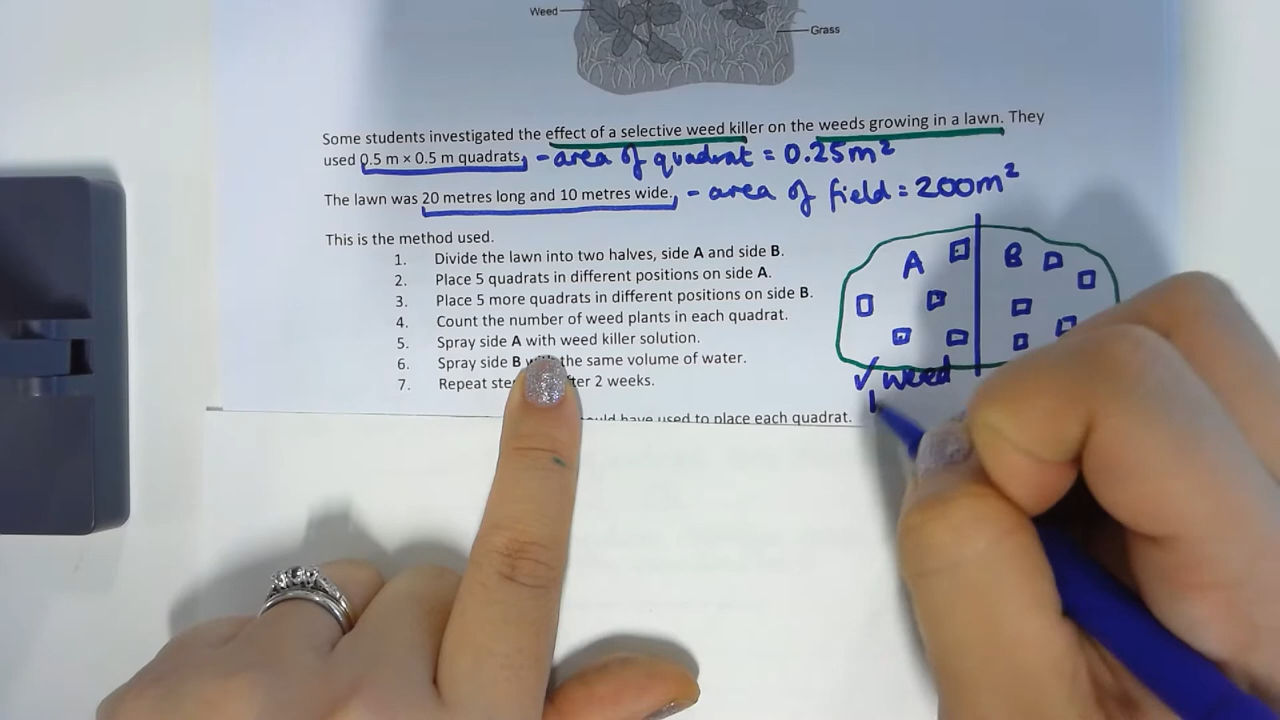 Weed
Grass
Some students investigated the effect of a selective weed killer on the weeds growing in a lawn. They
used 0.5 m × 0.5 m quadrats, - area of quadrat = 0.25m²
The lawn was 20 metres long and 10 metres wide. - area of field = 200m²
This is the method used.
1. Divide the lawn into two halves, side A and side B.
2. Place 5 quadrats in different positions on side A.
3. Place 5 more quadrats in different positions on side B.
4. Count the number of weed plants in each quadrat.
5. Spray side A with weed killer solution.
6. Spray side B the same volume of water.
7. Repeat after 2 weeks.
A B
✓ weed
have used to place each quadrat.